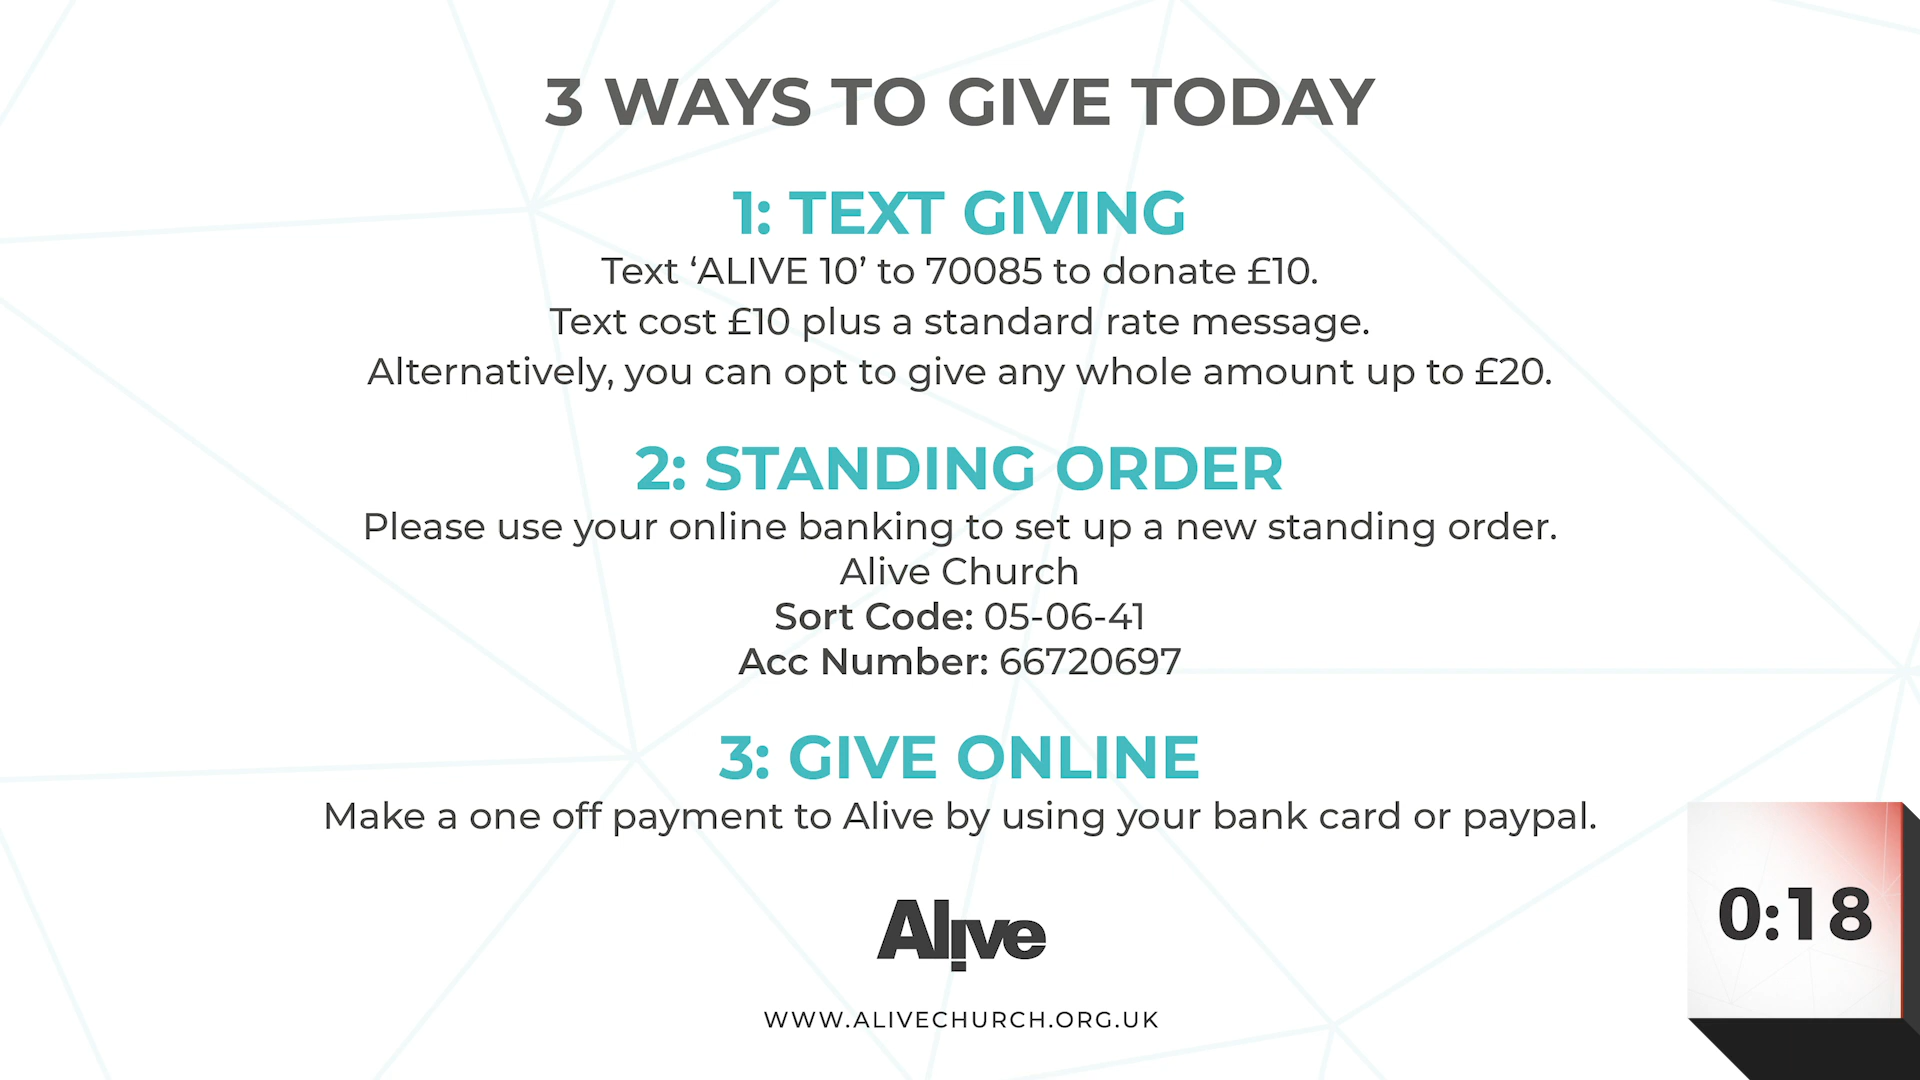 3 WAYS TO GIVE TODAY
1: TEXT GIVING
Text ‘ALIVE 10’ to 70085 to donate £10.
Text cost £10 plus a standard rate message.
Alternatively, you can opt to give any whole amount up to £20.
2: STANDING ORDER
Please use your online banking to set up a new standing order.
Alive Church
Sort Code: 05-06-41
Acc Number: 66720697
3: GIVE ONLINE
Make a one off payment to Alive by using your bank card or paypal.
Alive
WWW.ALIVECHURCH.ORG.UK
0:18